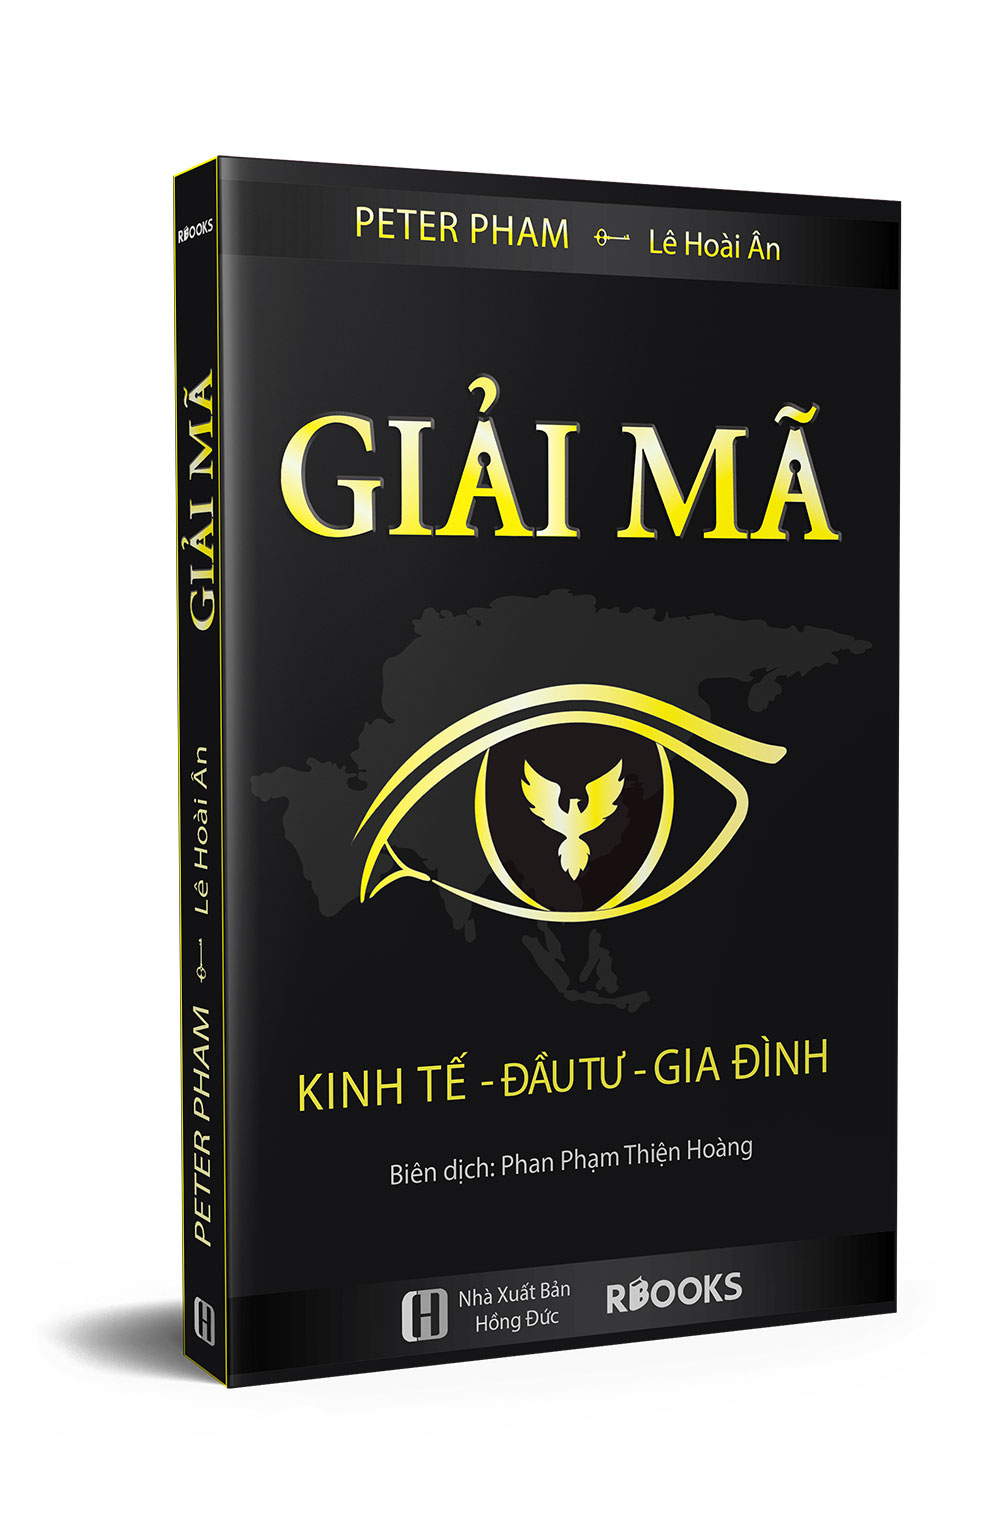 PETER PHAM Lê Hoài Ân
GIẢI MÃ
KINH TẾ - ĐẦU TƯ - GIA ĐÌNH
Biên dịch: Phan Phạm Thiện Hoàng
Nhà Xuất Bản
Hồng Đức
RBOOKS
RBOOKS
GIẢI MÃ
Lê Hoài Ân
PETER PHAM